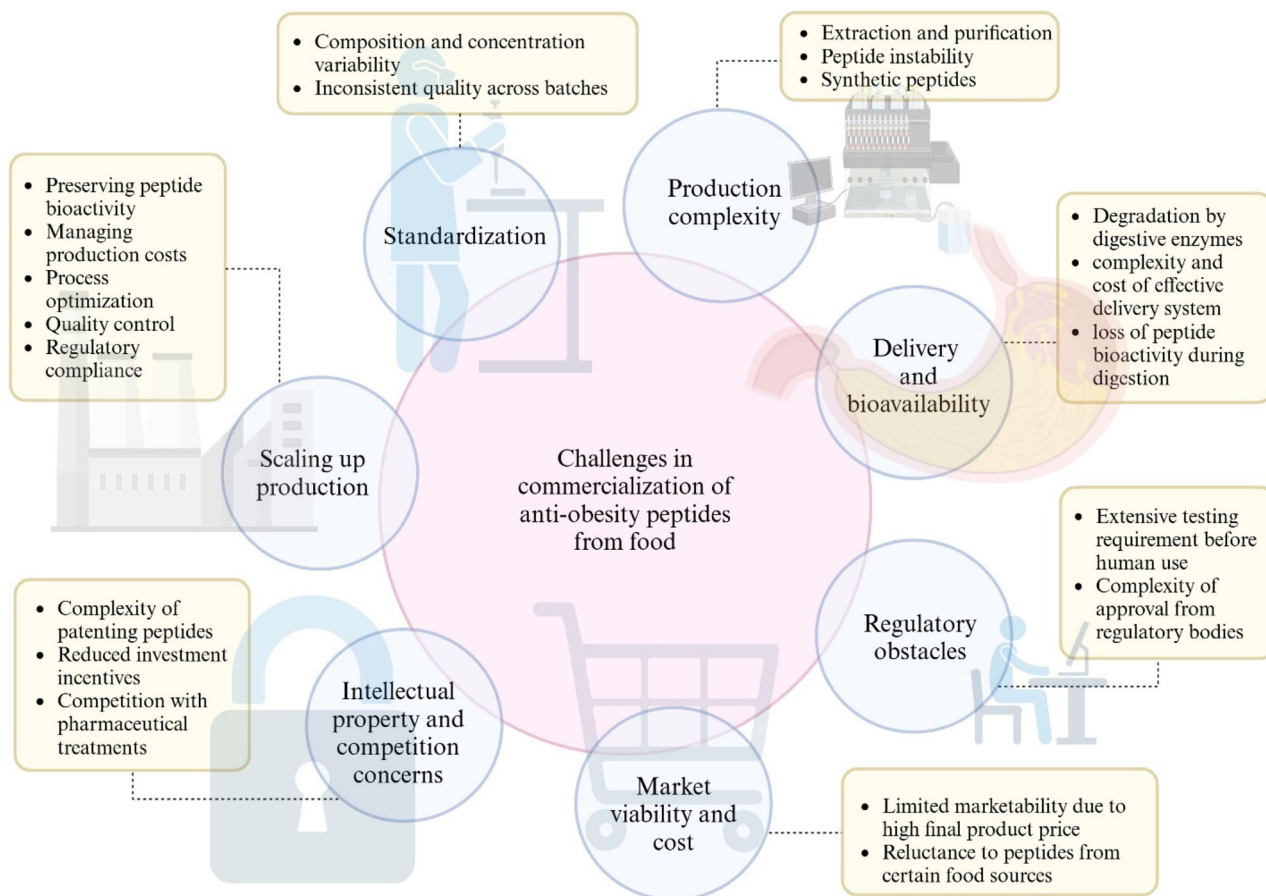 Challenges in
commercialization of
anti-obesity peptides
from food
Standardization
• Composition and concentration
variability
• Inconsistent quality across batches
Production
complexity
• Extraction and purification
• Peptide instability
• Synthetic peptides
Delivery
and
bioavailability
• Degradation by
digestive enzymes
• complexity and
cost of effective
delivery system
• loss of peptide
bioactivity during
digestion
Regulatory
obstacles
• Extensive testing
requirement before
human use
• Complexity of
approval from
regulatory bodies
Market
viability and
cost
• Limited marketability due to
high final product price
• Reluctance to peptides from
certain food sources
Intellectual
property and
competition
concerns
• Complexity of
patenting peptides
• Reduced investment
incentives
• Competition with
pharmaceutical
treatments
Scaling up
production
• Preserving peptide
bioactivity
• Managing
production costs
• Process
optimization
• Quality control
• Regulatory
compliance